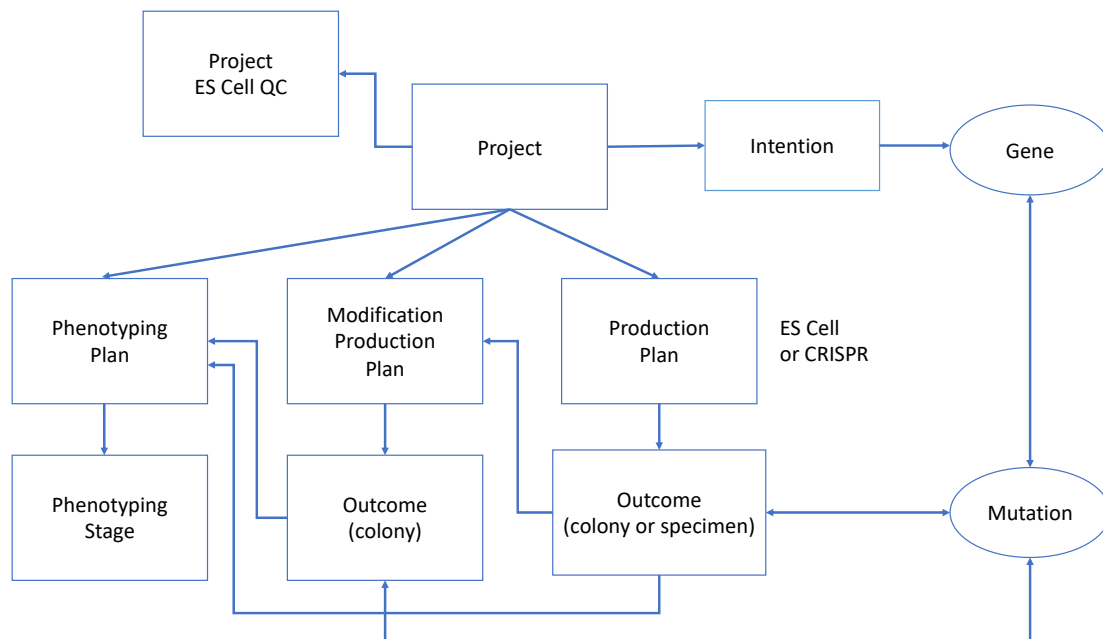 Project
ES Cell QC
Project
Intention
Gene
Phenotyping
Plan
Modification
Production
Plan
Production
Plan
ES Cell
or CRISPR
Phenotyping
Stage
Outcome
(colony)
Outcome
(colony or specimen)
Mutation